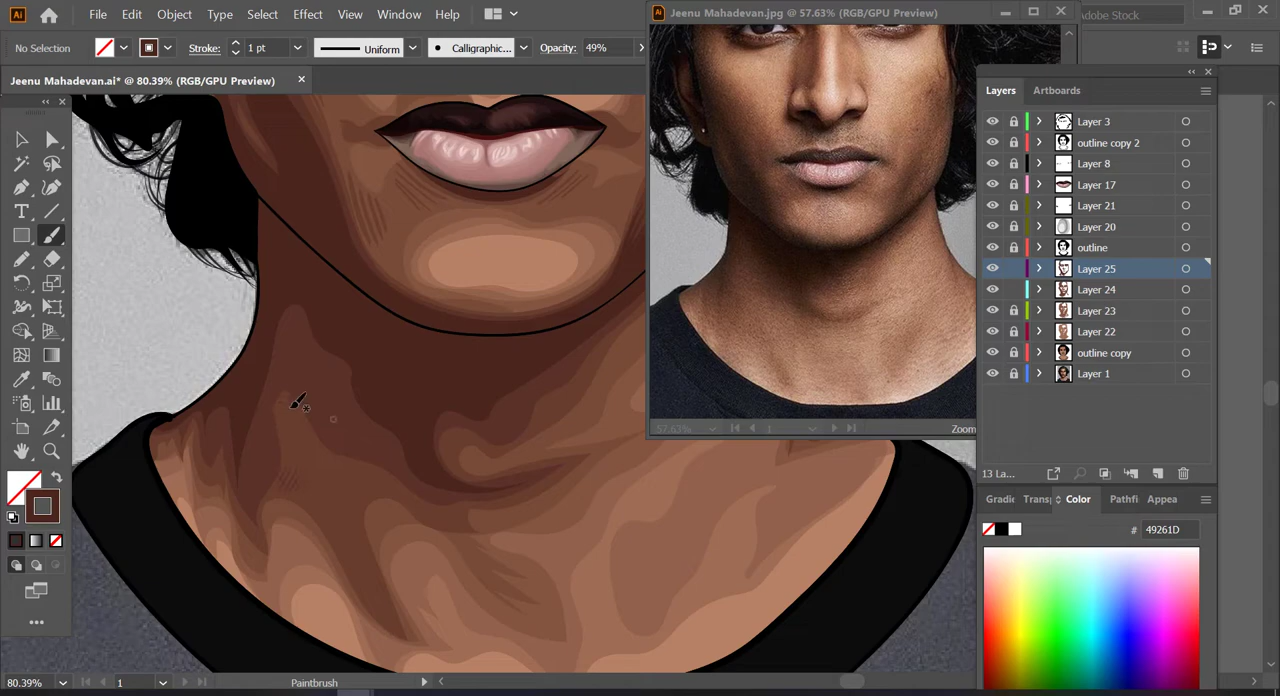 Ai File Edit Object Type Select Effect View Window Help
Ai Jeenu Mahadevan.jpg @ 57.63% (RGB/GPU Preview)
Adobe Stock
No Selection Stroke: 1 pt Uniform Calligraphic... Opacity: 49%
Jeenu Mahadevan.ai* @ 80.39% (RGB/GPU Preview)
Layers Artboards
Layer 3
outline copy 2
Layer 8
Layer 17
Layer 21
Layer 20
outline
Layer 25
Layer 24
Layer 23
Layer 22
outline copy
Layer 1
57.63% 1 Zoom
13 La...
Gradie Transp Color Pathfi Appea
# 49261D
80.39% 1 Paintbrush